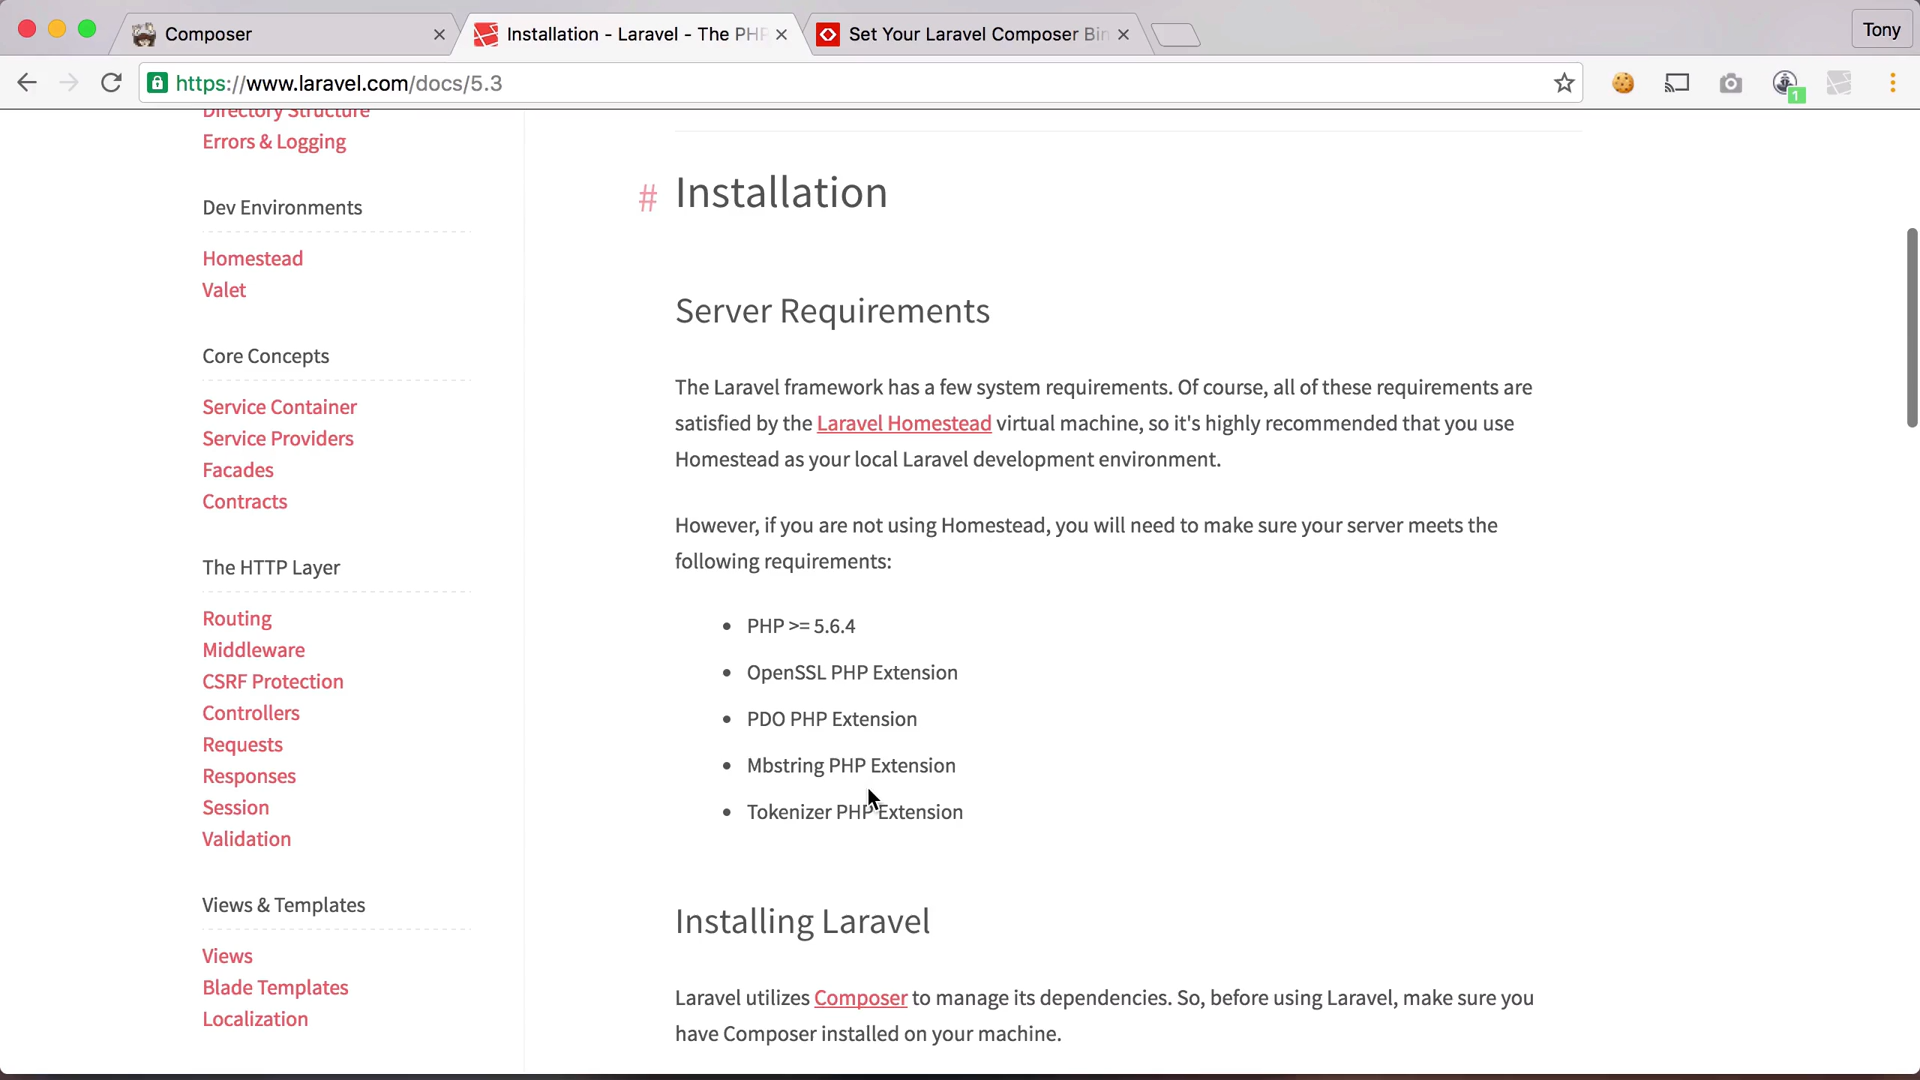 Composer
Installation - Laravel - The PHP
Set Your Laravel Composer Bin
Tony
https://www.laravel.com/docs/5.3
1
Directory Structure
Errors & Logging
Dev Environments
Homestead
Valet
Core Concepts
Service Container
Service Providers
Facades
Contracts
The HTTP Layer
Routing
Middleware
CSRF Protection
Controllers
Requests
Responses
Session
Validation
Views & Templates
Views
Blade Templates
Localization
# Installation
Server Requirements
The Laravel framework has a few system requirements. Of course, all of these requirements are
satisfied by the Laravel Homestead virtual machine, so it's highly recommended that you use
Homestead as your local Laravel development environment.
However, if you are not using Homestead, you will need to make sure your server meets the
following requirements:
• PHP >= 5.6.4
• OpenSSL PHP Extension
• PDO PHP Extension
• Mbstring PHP Extension
• Tokenizer PHP Extension
Installing Laravel
Laravel utilizes Composer to manage its dependencies. So, before using Laravel, make sure you
have Composer installed on your machine.